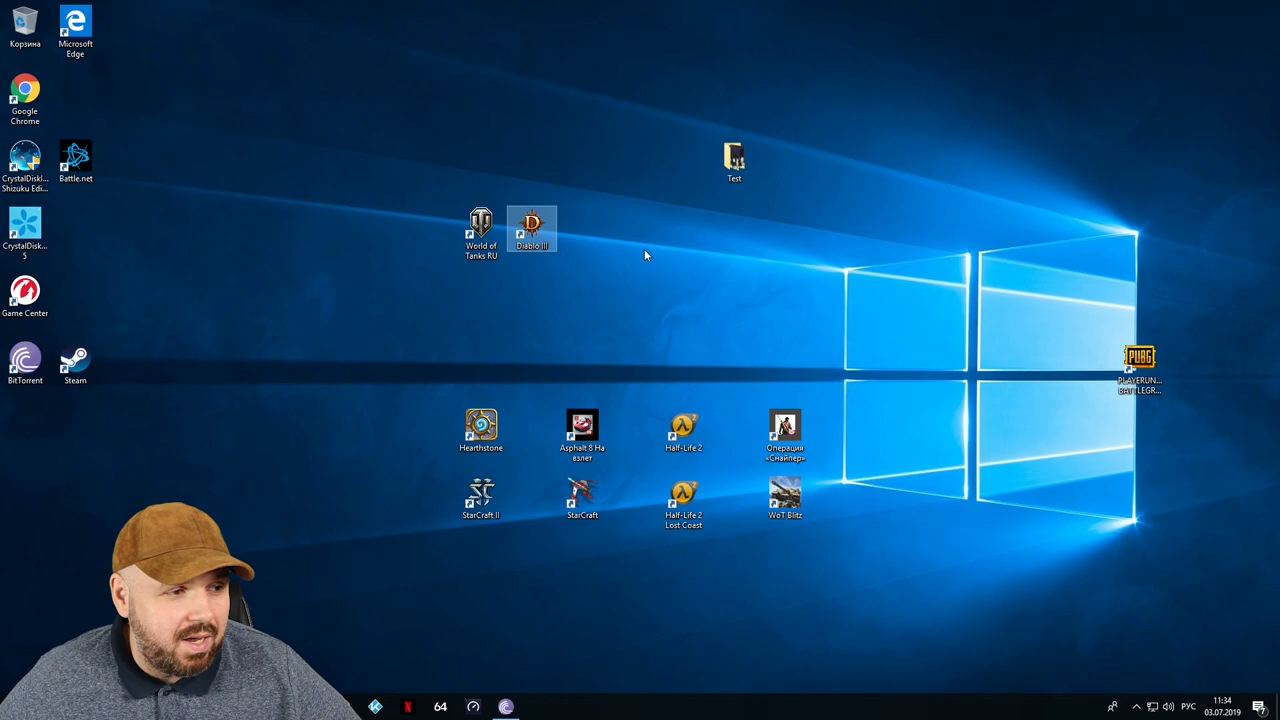 Корзина
Microsoft
Edge
Google
Chrome
CrystalDiskI...
Shizuku Edi...
Battle.net
CrystalDisk...
5
Game Center
BitTorrent
Steam
Test
World of
Tanks RU
Diablo III
PUBG
PLAYERUN...
BATTLEGR...
Hearthstone
Asphalt 8 На
взлет
Half-Life 2
Операция
«Снайпер»
StarCraft II
StarCraft
Half-Life 2
Lost Coast
WoT Blitz
64
РУС
11:34
03.07.2019